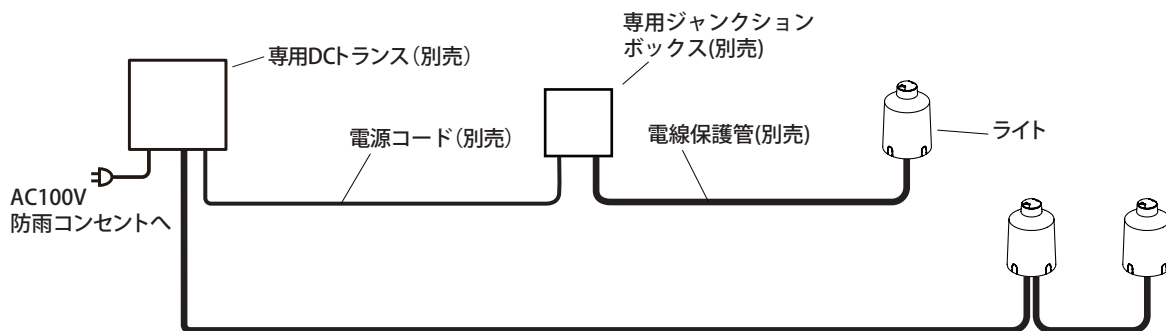 専用DCトランス（別売）
専用ジャンクション
ボックス(別売)
電源コード（別売）
電線保護管(別売)
ライト
AC100V
防雨コンセントへ